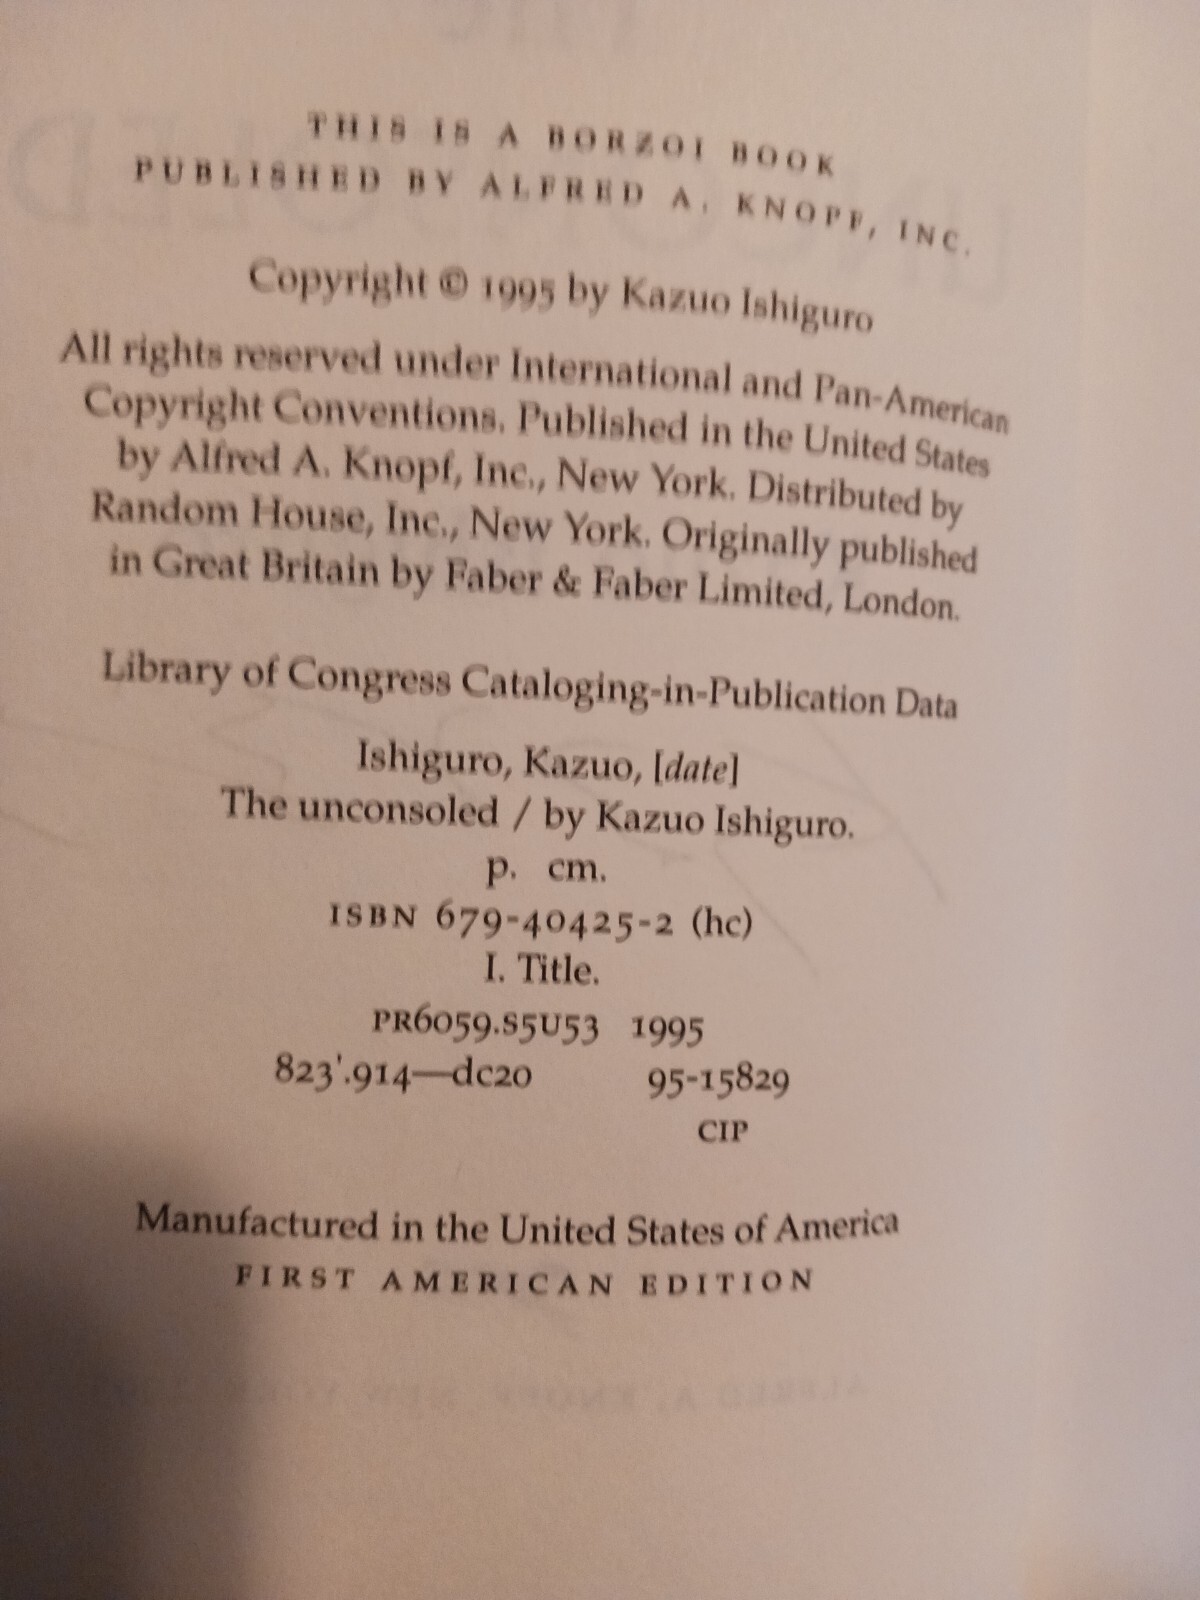 THIS IS A BORZOI BOOK
PUBLISHED BY ALFRED A. KNOPF, INC.
Copyright © 1995 by Kazuo Ishiguro
All rights reserved under International and Pan-American
Copyright Conventions. Published in the United States
by Alfred A. Knopf, Inc., New York. Distributed by
Random House, Inc., New York. Originally published
in Great Britain by Faber & Faber Limited, London.
Library of Congress Cataloging-in-Publication Data
Ishiguro, Kazuo, [date]
The unconsoled / by Kazuo Ishiguro.
p. cm.
ISBN 679-40425-2 (hc)
I. Title.
PR6059.S5U53 1995
823'.914—dc20 95-15829
CIP
Manufactured in the United States of America
FIRST AMERICAN EDITION